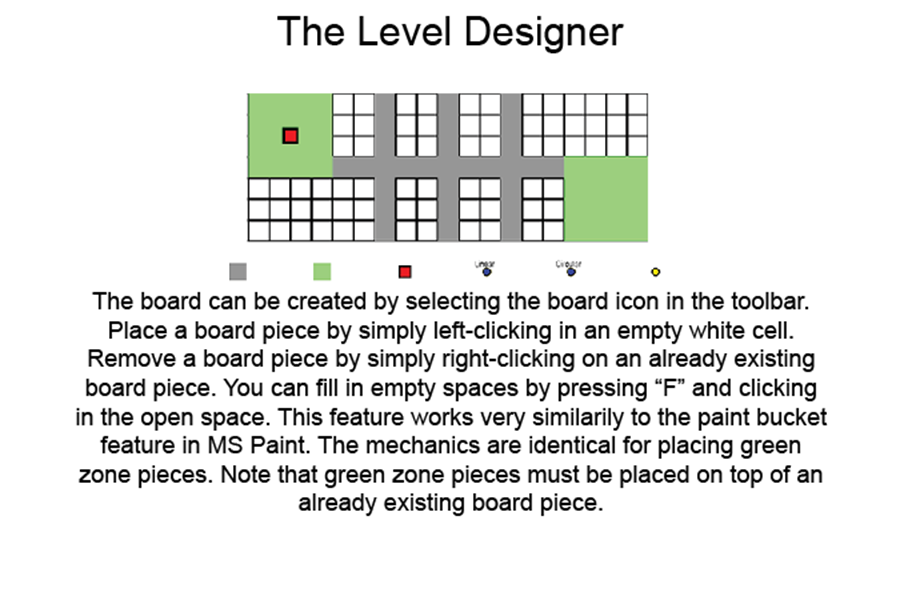 The Level Designer
Linear
Circular
The board can be created by selecting the board icon in the toolbar.
Place a board piece by simply left-clicking in an empty white cell.
Remove a board piece by simply right-clicking on an already existing
board piece. You can fill in empty spaces by pressing “F” and clicking
in the open space. This feature works very similarily to the paint bucket
feature in MS Paint. The mechanics are identical for placing green
zone pieces. Note that green zone pieces must be placed on top of an
already existing board piece.